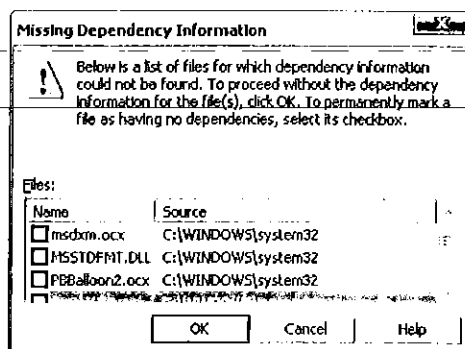 Missing Dependency Information
Below is a list of files for which dependency information
could not be found. To proceed without the dependency
information for the file(s), click OK. To permanently mark a
file as having no dependencies, select its checkbox.
Files:
Name Source
msdxm.ocx C:\WINDOWS\system32
MSSTDFMT.DLL C:\WINDOWS\system32
PBBalloon2.ocx C:\WINDOWS\system32
OK Cancel Help